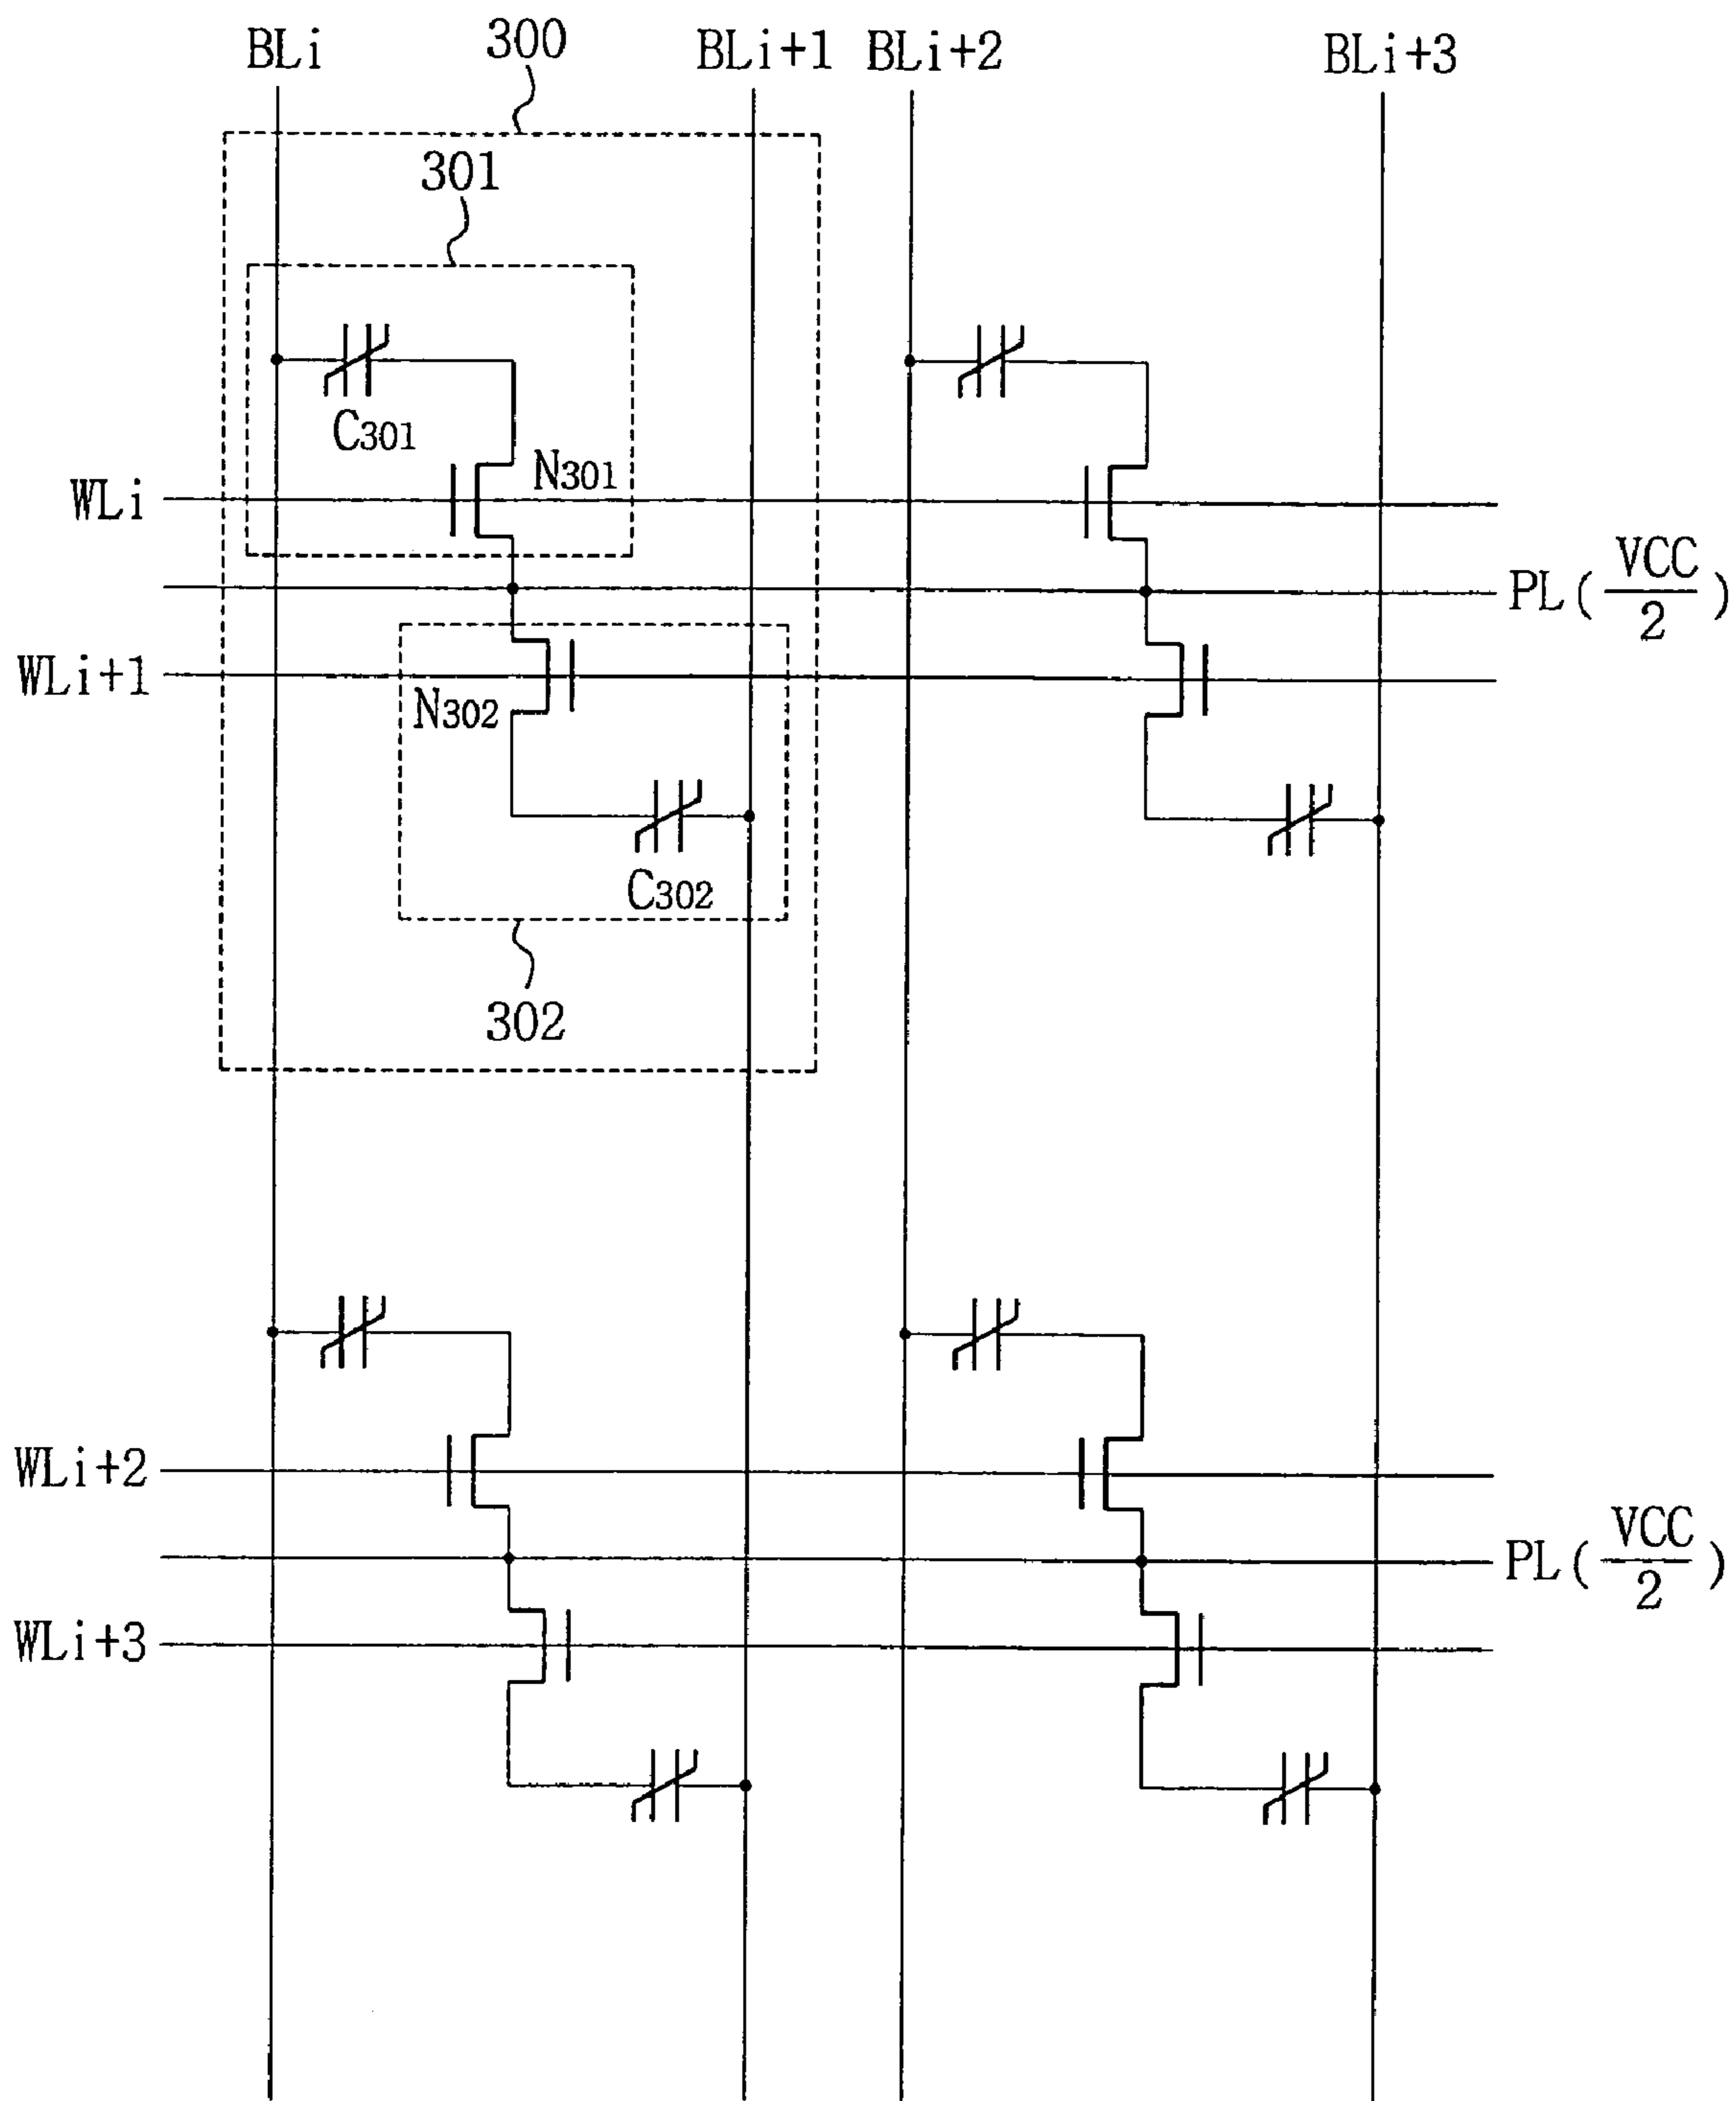 BLi
300
BLi+1
BLi+2
BLi+3
301
C301
N301
WLi
PL(VCC/2)
WLi+1
N302
C302
302
WLi+2
PL(VCC/2)
WLi+3